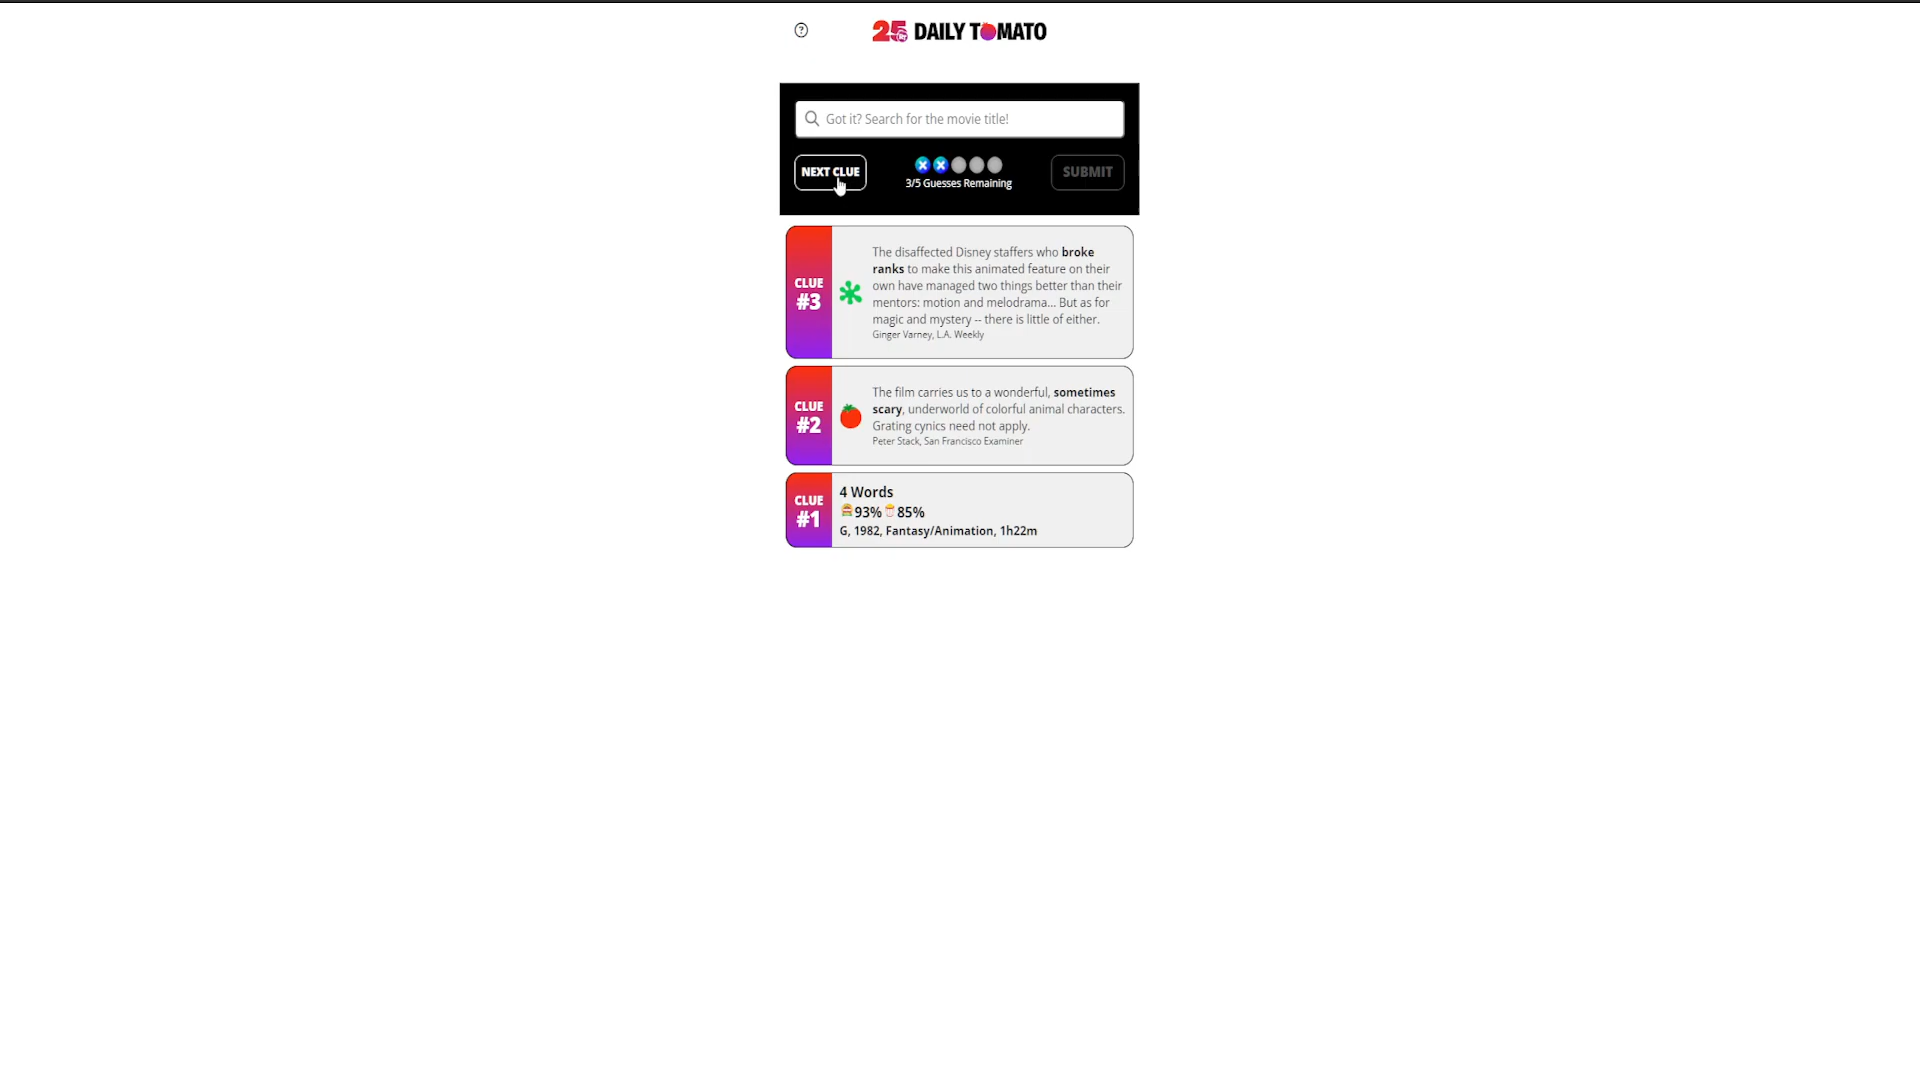 25 DAILY TOMATO
Got it? Search for the movie title!
NEXT CLUE
3/5 Guesses Remaining
SUBMIT
CLUE #3
The disaffected Disney staffers who broke
ranks to make this animated feature on their
own have managed two things better than their
mentors: motion and melodrama... But as for
magic and mystery -- there is little of either.
Ginger Varney, L.A. Weekly
CLUE #2
The film carries us to a wonderful, sometimes
scary, underworld of colorful animal characters.
Grating cynics need not apply.
Peter Stack, San Francisco Examiner
CLUE #1
4 Words
93% 85%
G, 1982, Fantasy/Animation, 1h22m